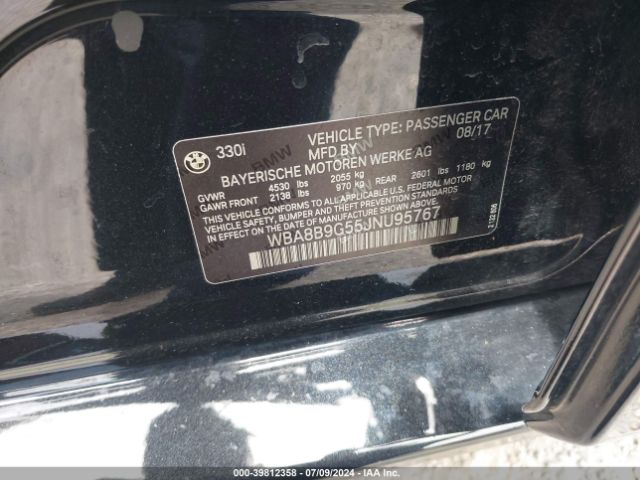 BMW
330i
VEHICLE TYPE: PASSENGER CAR
MFD BY 08/17
BAYERISCHE MOTOREN WERKE AG
GVWR 4530 lbs 2055 kg
GAWR FRONT 2138 lbs 970 kg REAR 2601 lbs 1180 kg
THIS VEHICLE CONFORMS TO ALL APPLICABLE U.S. FEDERAL MOTOR
VEHICLE SAFETY, BUMPER AND THEFT PREVENTION STANDARDS
IN EFFECT ON THE DATE OF MANUFACTURE SHOWN ABOVE.
WBA8B9G55JNU95767
000-39812358 - 07/09/2024 - IAA Inc.